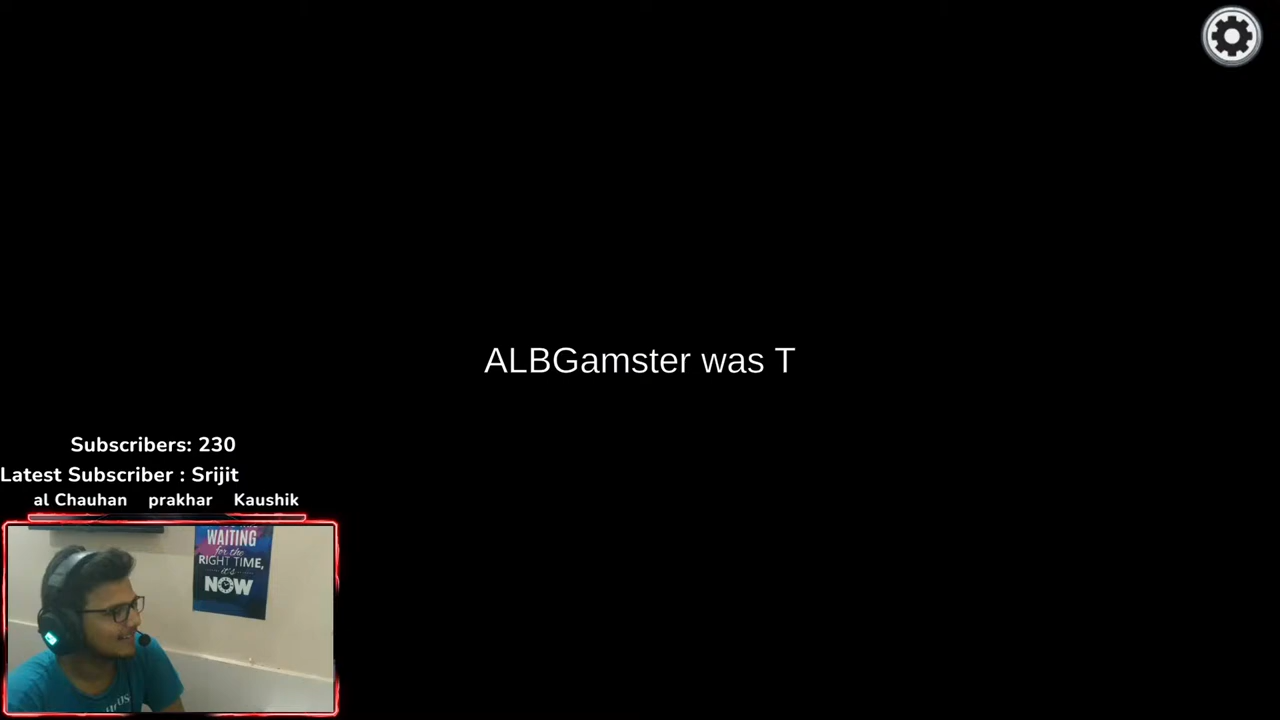 ALBGamster was T
Subscribers: 230
Latest Subscriber : Srijit
al Chauhan prakhar Kaushik
WAITING
for the
RIGHT TIME,
it's
NOW